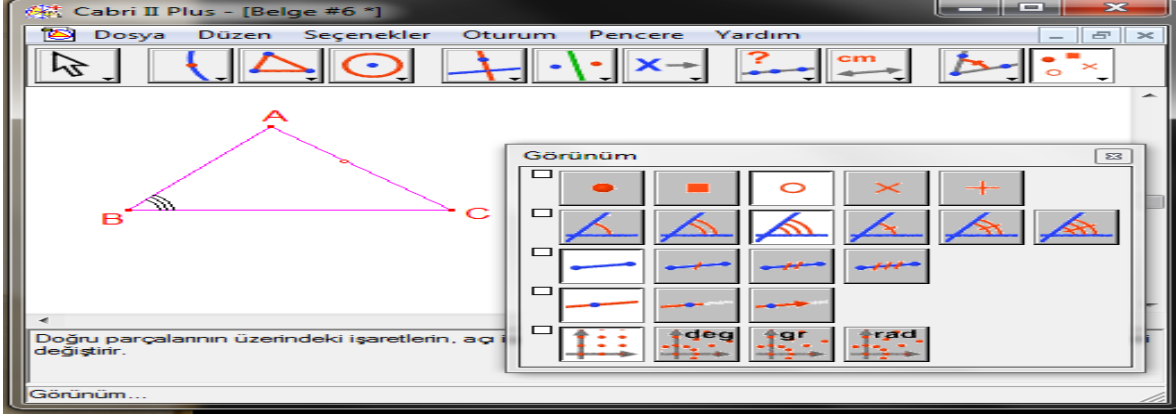 Cabri II Plus - [Belge #6 *]
Dosya Düzen Seçenekler Oturum Pencere Yardım
? cm
A
B
C
Görünüm
deg gr rad
Doğru parçalarının üzerindeki işaretlerin, açı i
i
değiştirir.
Görünüm...